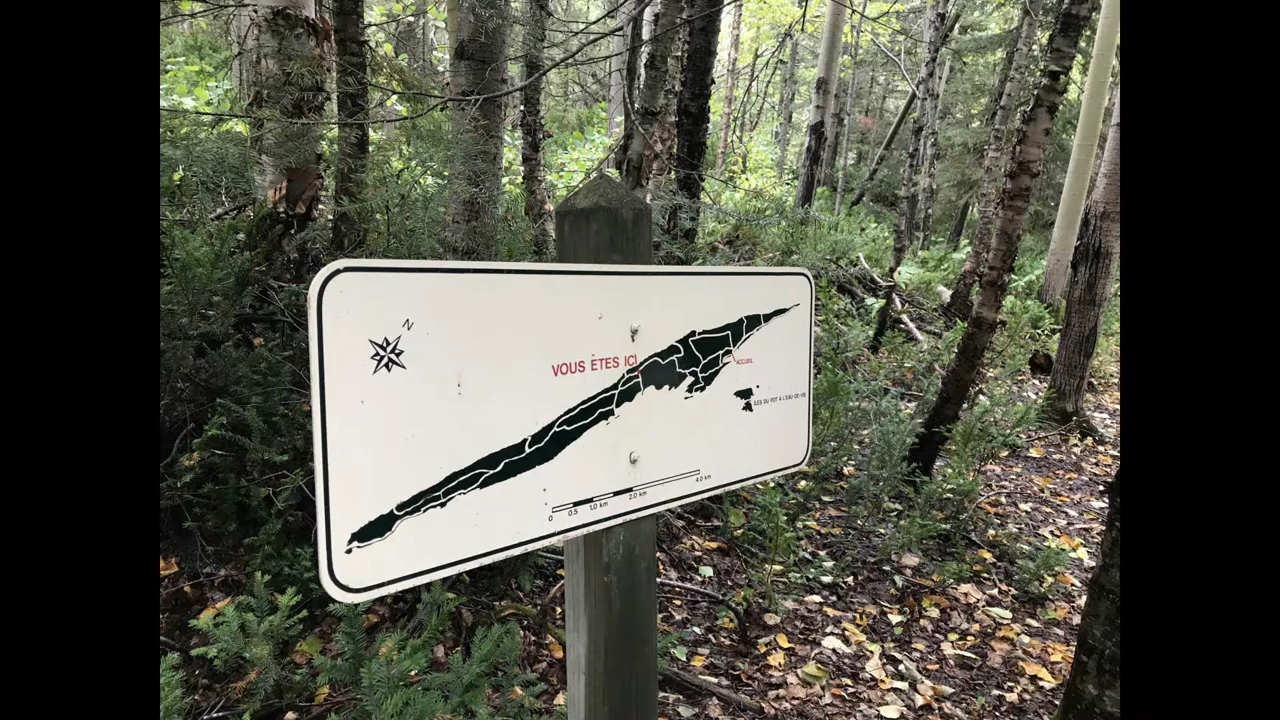 N
VOUS ÊTES ICI
ACCUEIL
ÎLES DU POT À L'EAU-DE-VIE
0 0.5 1.0 km 2.0 km 4.0 km